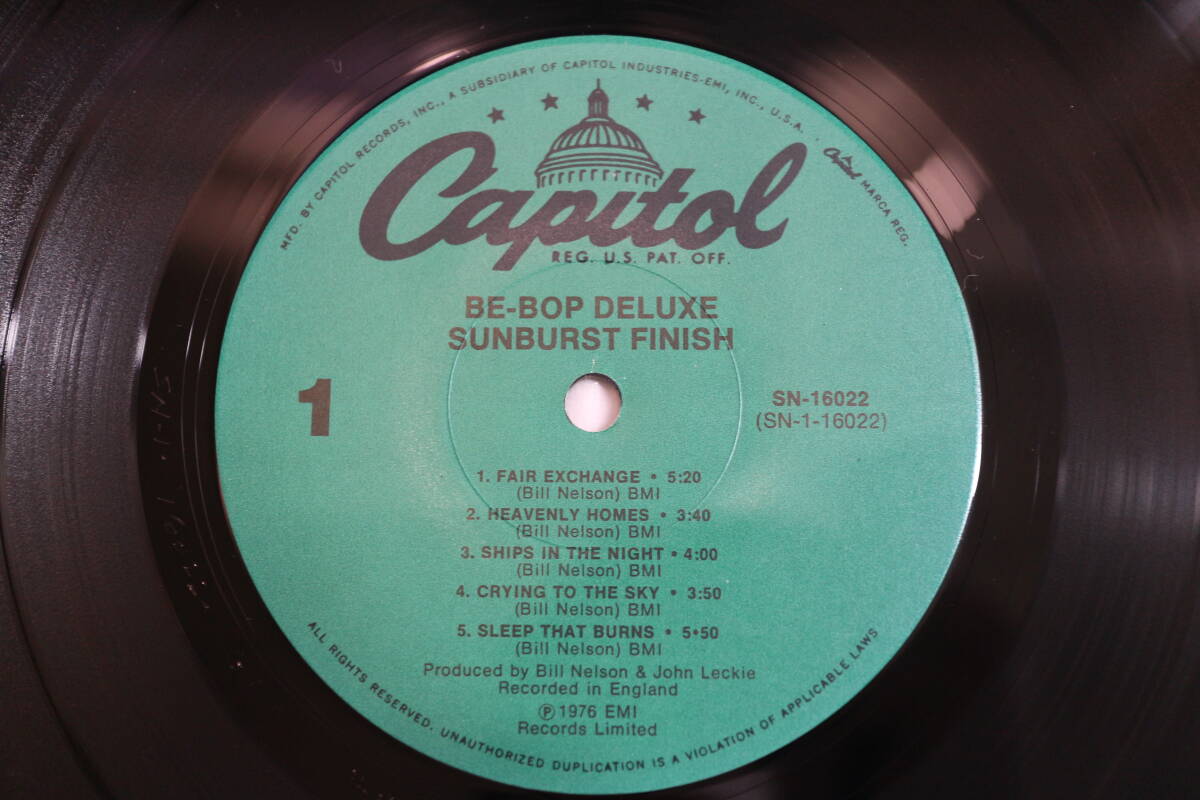 MFD. BY CAPITOL RECORDS, INC., A SUBSIDIARY OF CAPITOL INDUSTRIES-EMI, INC., U.S.A. . Capitol MARCA REG.
Capitol
REG. U.S. PAT. OFF.
BE-BOP DELUXE
SUNBURST FINISH
1
SN-16022
(SN-1-16022)
1. FAIR EXCHANGE • 5:20
(Bill Nelson) BMI
2. HEAVENLY HOMES • 3:40
(Bill Nelson) BMI
3. SHIPS IN THE NIGHT • 4:00
(Bill Nelson) BMI
4. CRYING TO THE SKY • 3:50
(Bill Nelson) BMI
5. SLEEP THAT BURNS • 5•50
(Bill Nelson) BMI
Produced by Bill Nelson & John Leckie
Recorded in England
Ⓟ 1976 EMI
Records Limited
ALL RIGHTS RESERVED. UNAUTHORIZED DUPLICATION IS A VIOLATION OF APPLICABLE LAWS